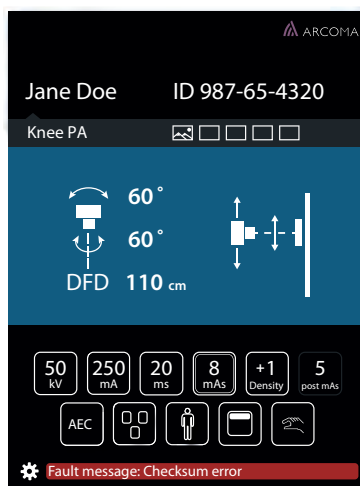 ARCOMA
Jane Doe ID 987-65-4320
Knee PA
60°
60°
DFD 110 cm
50 250 20 8 +1 5
kV mA ms mAs Density post mAs
AEC
Fault message: Checksum error